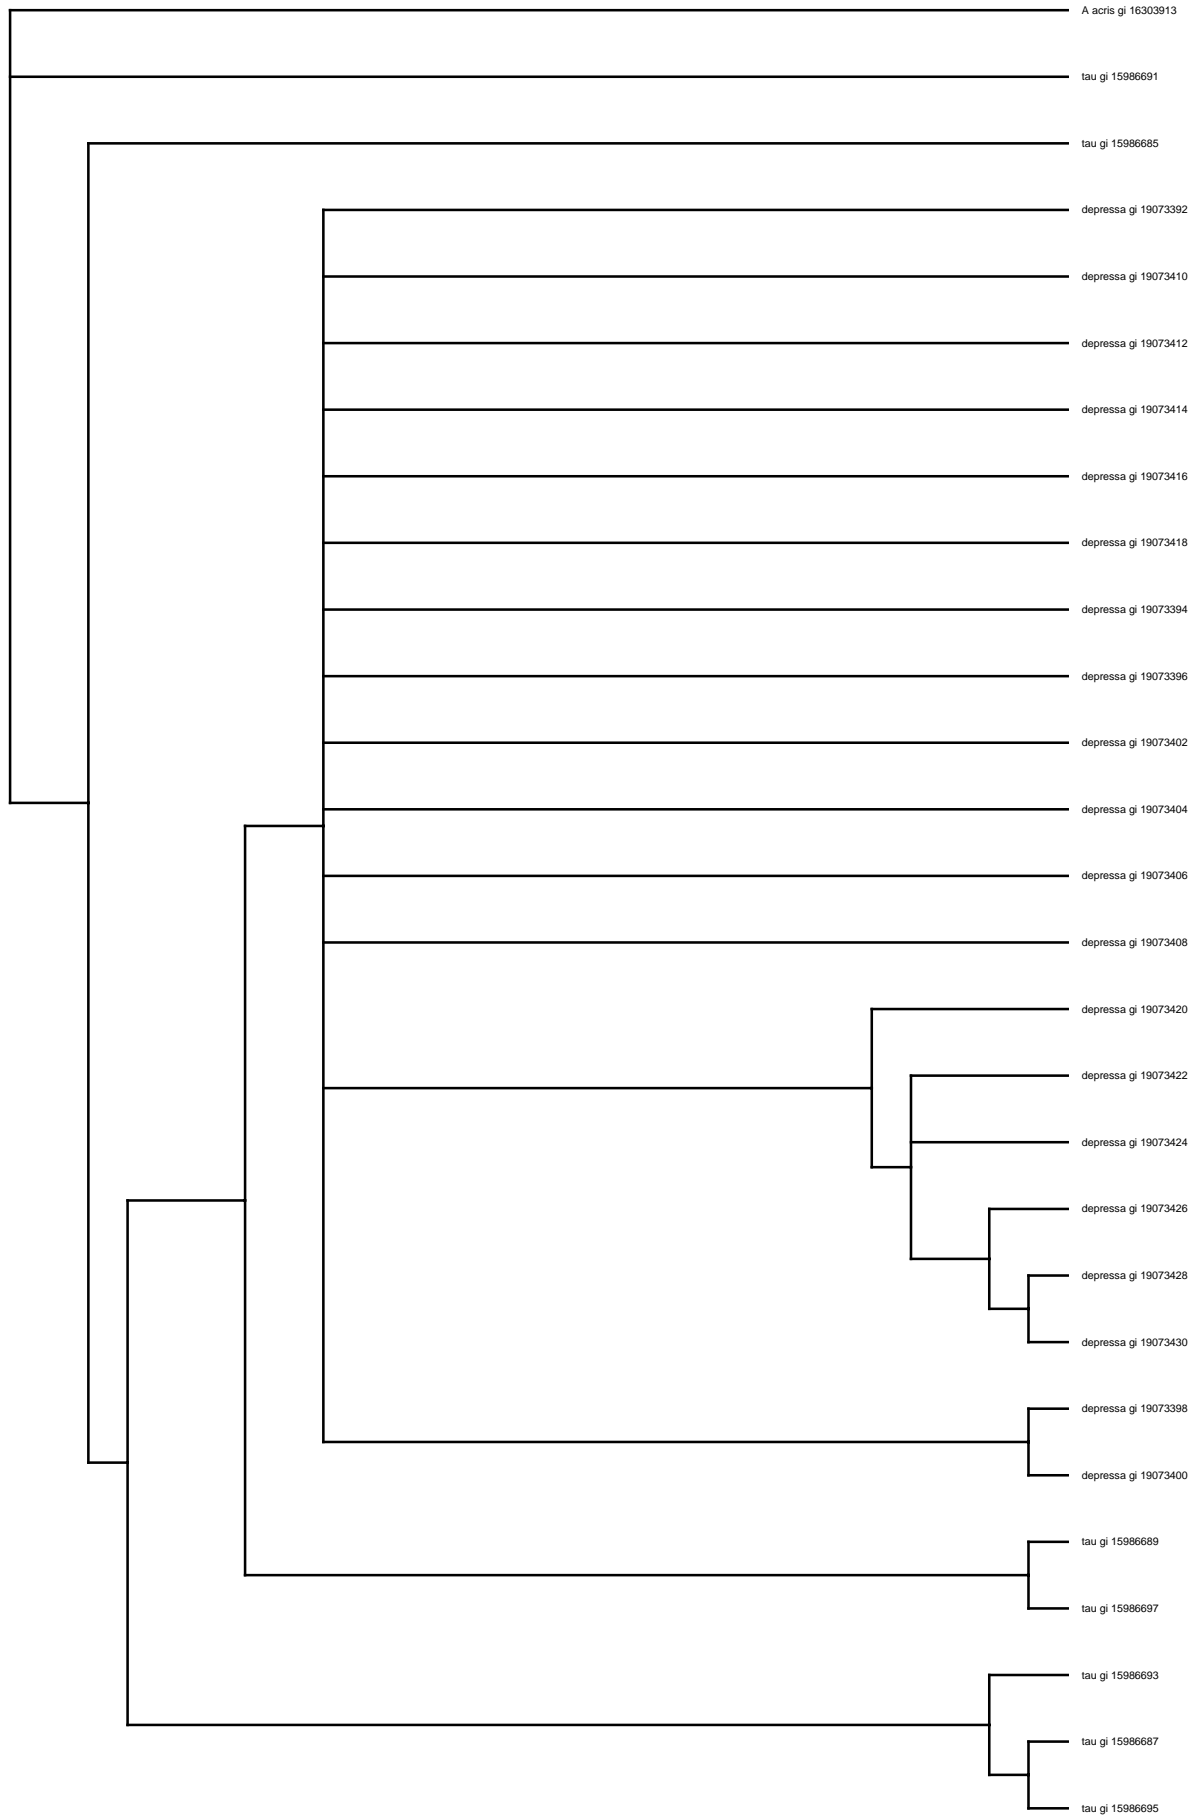 A acris gi 16303913
tau gi 15986691
tau gi 15986685
depressa gi 19073392
depressa gi 19073410
depressa gi 19073412
depressa gi 19073414
depressa gi 19073416
depressa gi 19073418
depressa gi 19073394
depressa gi 19073396
depressa gi 19073402
depressa gi 19073404
depressa gi 19073406
depressa gi 19073408
depressa gi 19073420
depressa gi 19073422
depressa gi 19073424
depressa gi 19073426
depressa gi 19073428
depressa gi 19073430
depressa gi 19073398
depressa gi 19073400
tau gi 15986689
tau gi 15986697
tau gi 15986693
tau gi 15986687
tau gi 15986695